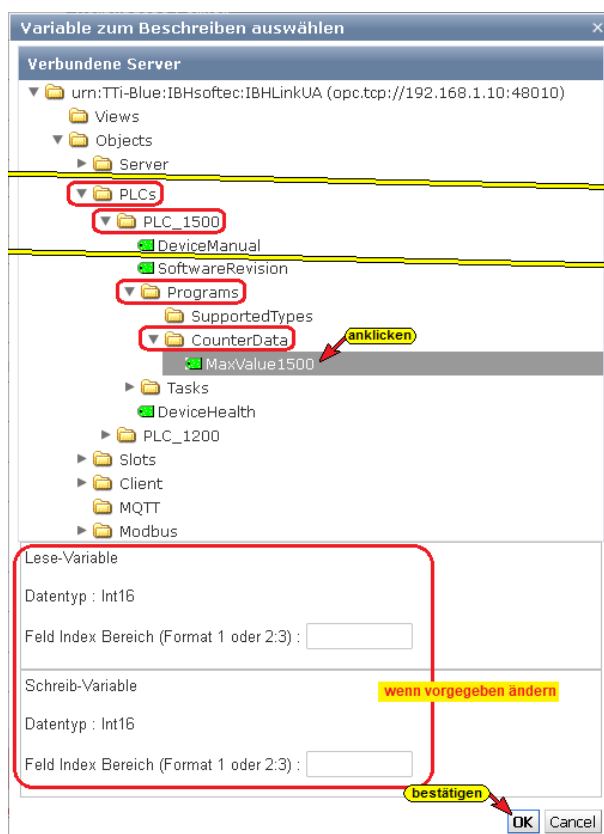 Variable zum Beschreiben auswählen
Verbundene Server
urn:TTi-Blue:IBHsoftec:IBHLinkUA (opc.tcp://192.168.1.10:48010)
Views
Objects
Server
PLCs
PLC_1500
DeviceManual
SoftwareRevision
Programs
SupportedTypes
CounterData
anklicken
MaxValue1500
Tasks
DeviceHealth
PLC_1200
Slots
Client
MQTT
Modbus
Lese-Variable
Datentyp : Int16
Feld Index Bereich (Format 1 oder 2:3) :
Schreib-Variable
wenn vorgegeben ändern
Datentyp : Int16
Feld Index Bereich (Format 1 oder 2:3) :
bestätigen
OK Cancel